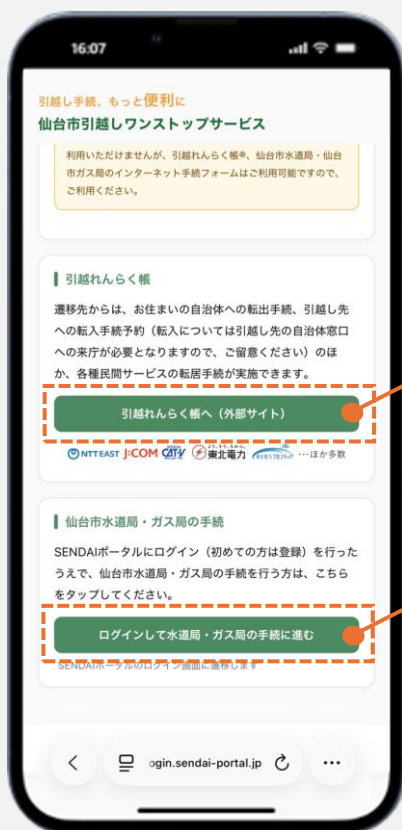 16:07
引越し手続、もっと便利に
仙台市引越しワンストップサービス
利用いただけませんが、引越れんらく帳®、仙台市水道局・仙台
市ガス局のインターネット手続フォームはご利用可能ですので、
ご利用ください。
引越れんらく帳
遷移先からは、お住まいの自治体への転出手続、引越し先
への転入手続予約（転入については引越し先の自治体窓口
への来庁が必要となりますので、ご留意ください）のほ
か、各種民間サービスの転居手続が実施できます。
引越れんらく帳へ（外部サイト）
NTT EAST J:COM CATV 東北電力 …ほか多数
仙台市水道局・ガス局の手続
SENDAIポータルにログイン（初めての方は登録）を行った
うえで、仙台市水道局・ガス局の手続を行う方は、こちら
をタップしてください。
ログインして水道局・ガス局の手続に進む
SENDAIポータルのログイン画面に遷移します
ogin.sendai-portal.jp